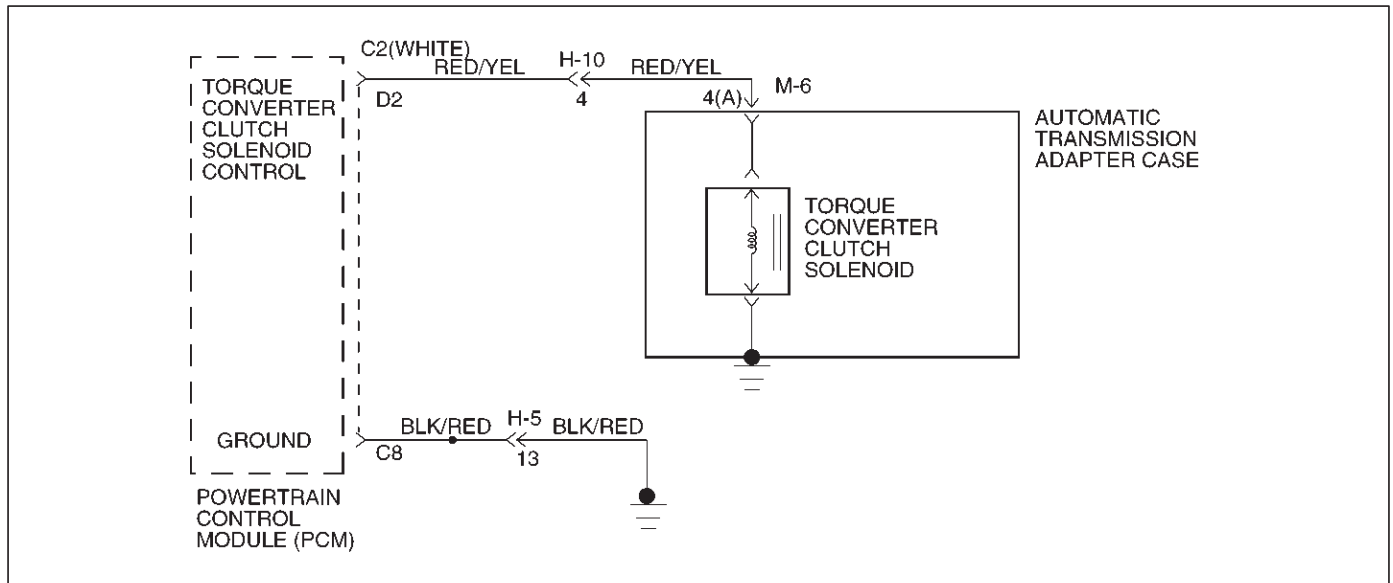 C2(WHITE)
RED/YEL
H-10
RED/YEL
M-6
D2
4
4(A)
TORQUE
CONVERTER
CLUTCH
SOLENOID
CONTROL
AUTOMATIC
TRANSMISSION
ADAPTER CASE
TORQUE
CONVERTER
CLUTCH
SOLENOID
GROUND
BLK/RED
H-5
BLK/RED
C8
13
POWERTRAIN
CONTROL
MODULE (PCM)